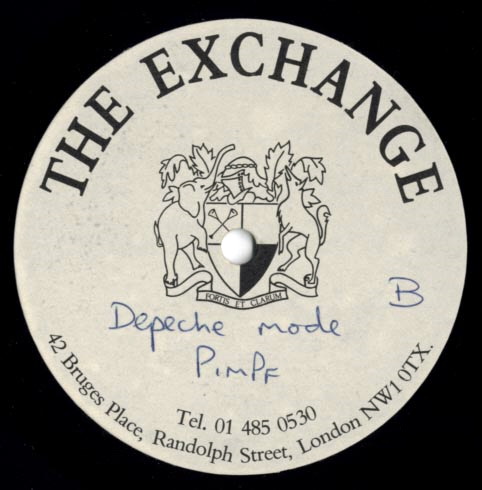 THE EXCHANGE
FORTIS ET CLARUM
B
Depeche mode
PimPF
Tel. 01 485 0530
42 Bruges Place, Randolph Street, London NW1 0TX.